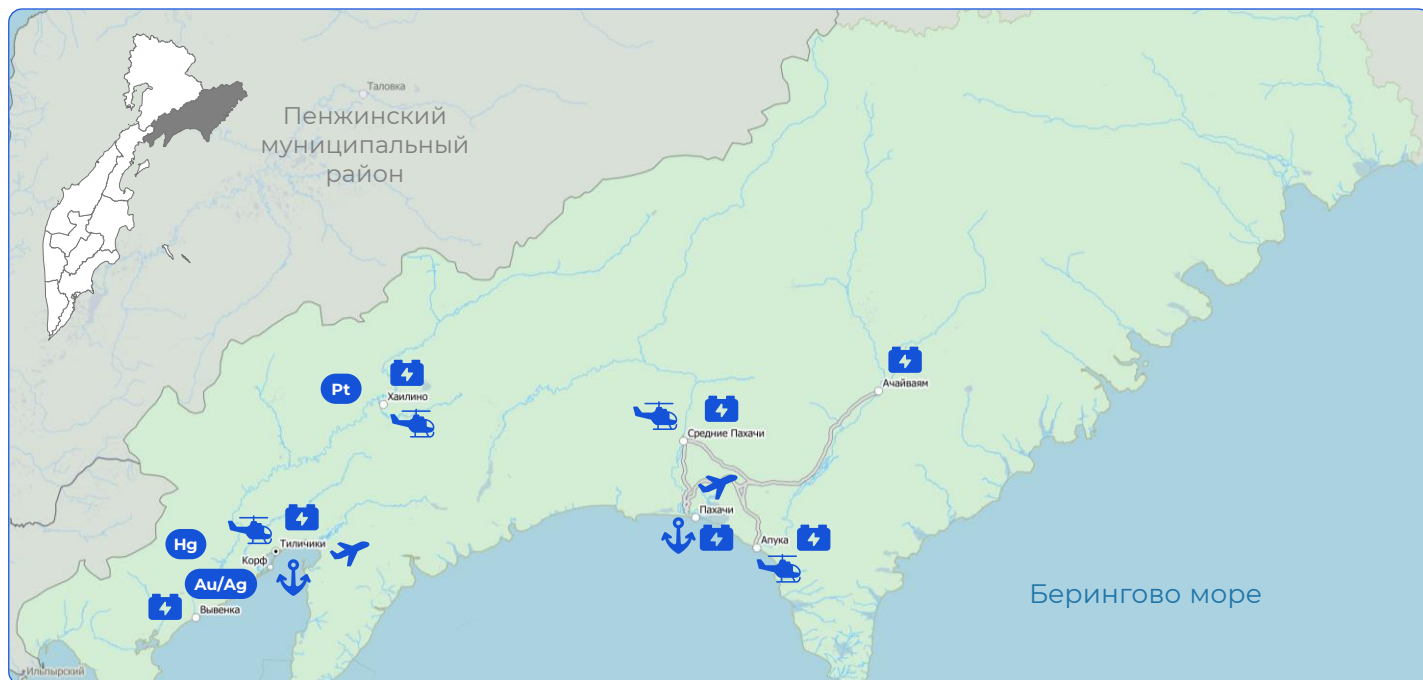 Таловка
Пенжинский
муниципальный
район
Ачайваям
Pt
Хаилино
Средние Пахачи
Пахачи
Апука
Тиличики
Hg
Корф
Au/Ag
Вывенка
Берингово море
Ильпырский